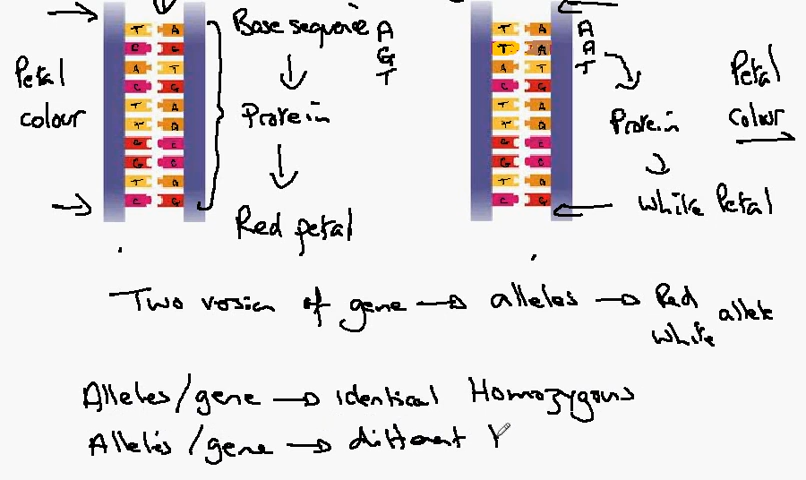 Base sequence A
G
T
Petal
colour
Protein
Red petal
T A
C G
A T
C G
T A
T A
G C
G C
T A
C G
A
A
T
Petal
Colour
Protein
White Petal
T A
T A
A T
C G
T A
T A
G C
G C
T A
C G
Two vosion of gene → alleles → Red allele
White
Alleles/gene → identical Homozygous
Alleles/gene → different